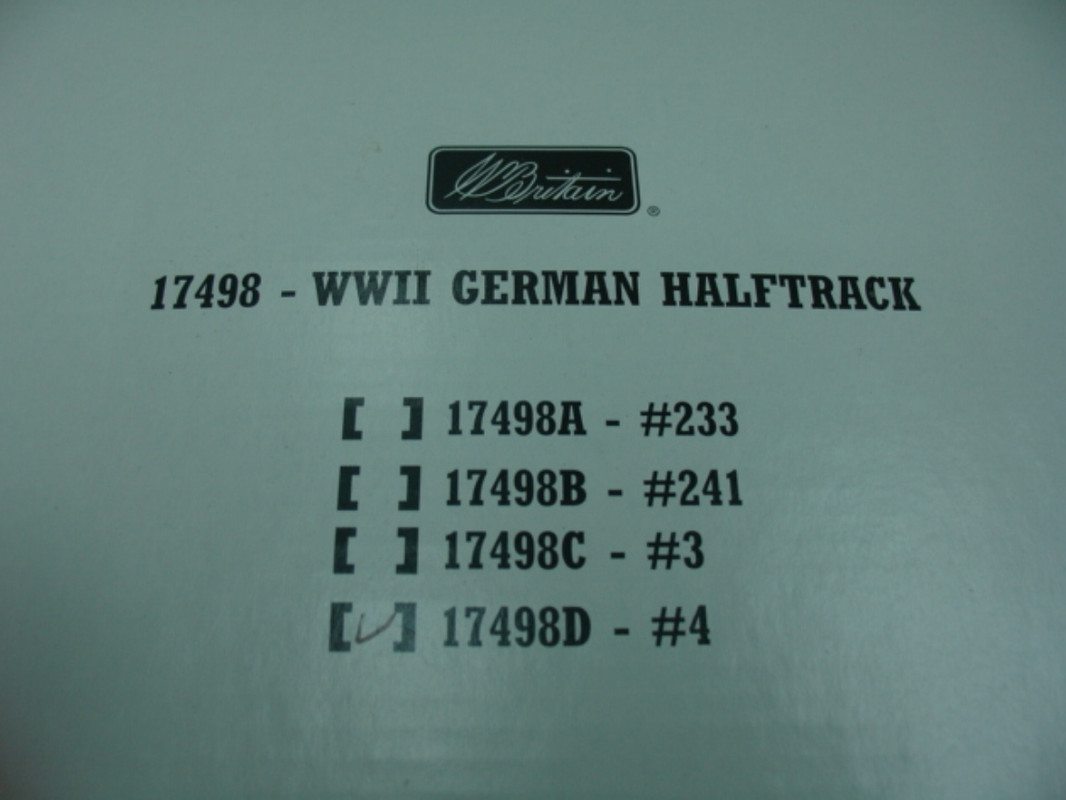 W Britain ®
17498 - WWII GERMAN HALFTRACK
[ ] 17498A - #233
[ ] 17498B - #241
[ ] 17498C - #3
[✓] 17498D - #4